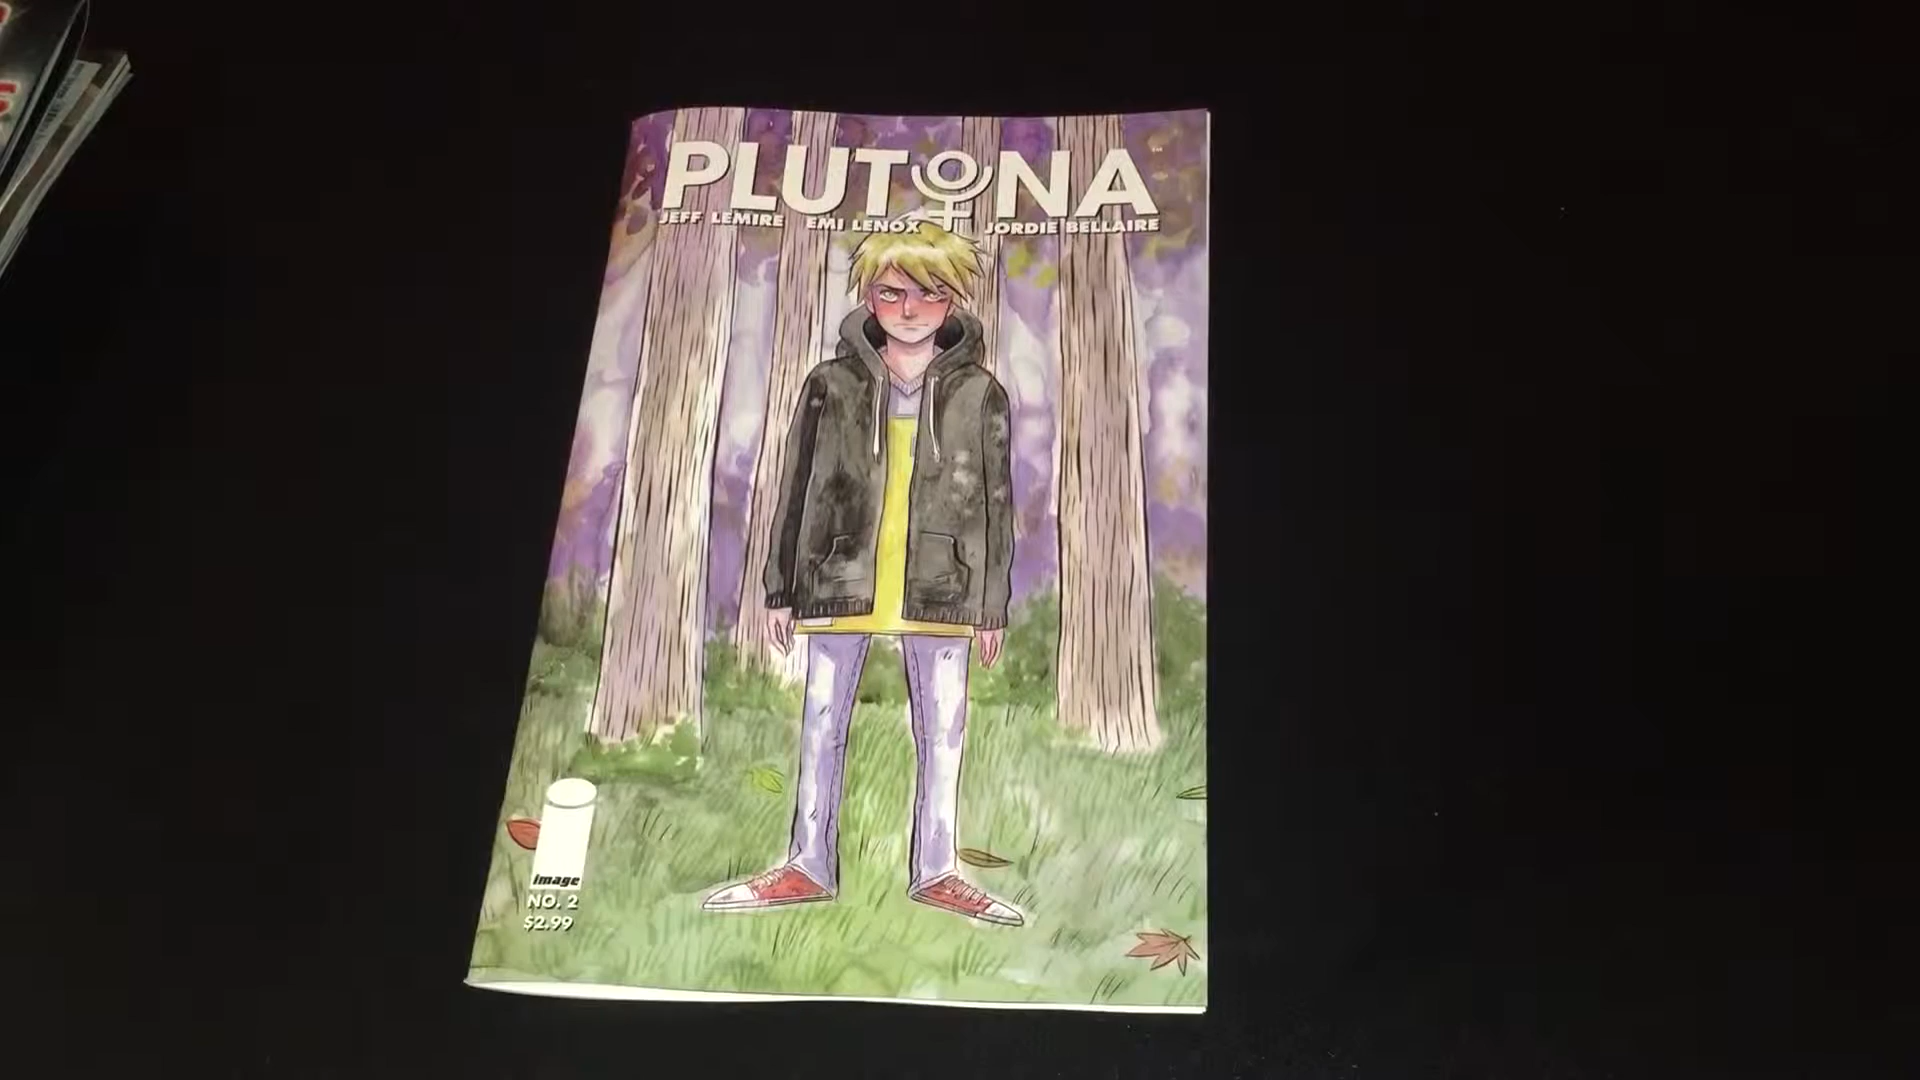 PLUTONA
JEFF LEMIRE EMI LENOX JORDIE BELLAIRE
image
NO. 2
$2.99